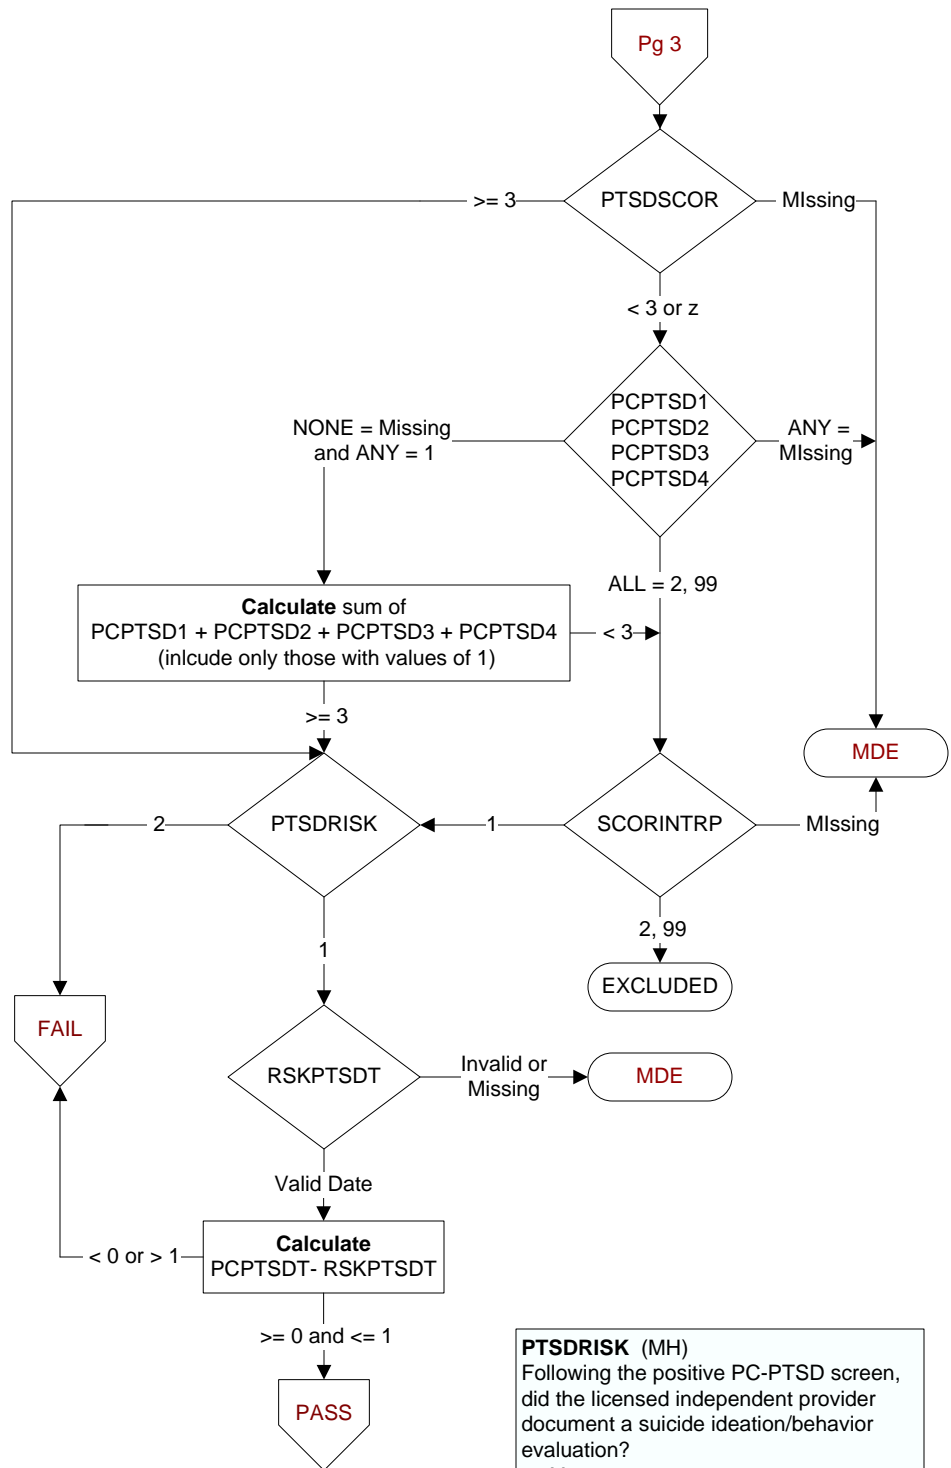 Pg 3
PTSDSCOR
>= 3
MIssing
< 3 or z
PCPTSD1
PCPTSD2
PCPTSD3
PCPTSD4
NONE = Missing
and ANY = 1
ANY =
MIssing
ALL = 2, 99
Calculate sum of
PCPTSD1 + PCPTSD2 + PCPTSD3 + PCPTSD4
(inlcude only those with values of 1)
< 3
>= 3
MDE
PTSDRISK
2
1
SCORINTRP
MIssing
1
2, 99
EXCLUDED
FAIL
RSKPTSDT
Invalid or
Missing
MDE
Valid Date
Calculate
PCPTSDT- RSKPTSDT
< 0 or > 1
>= 0 and <= 1
PASS
PTSDRISK (MH)
Following the positive PC-PTSD screen,
did the licensed independent provider
document a suicide ideation/behavior
evaluation?